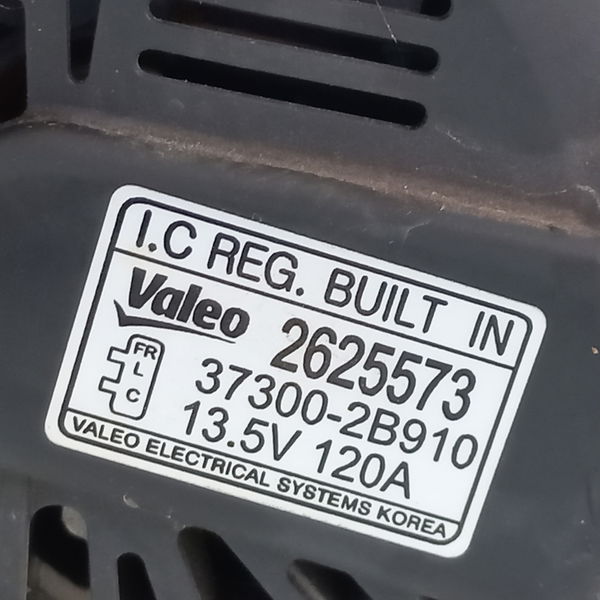 I.C REG. BUILT IN
Valeo 2625573
FR
L
C
37300-2B910
13.5V 120A
VALEO ELECTRICAL SYSTEMS KOREA